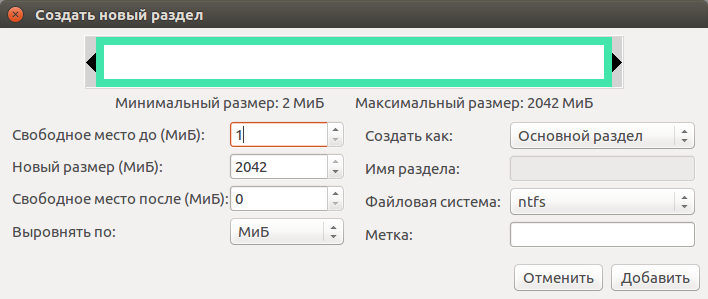 Создать новый раздел
Минимальный размер: 2 МиБ Максимальный размер: 2042 МиБ
Свободное место до (МиБ): 1 Создать как: Основной раздел
Новый размер (МиБ): 2042 Имя раздела:
Свободное место после (МиБ): 0 Файловая система: ntfs
Выровнять по: МиБ Метка:
Отменить Добавить